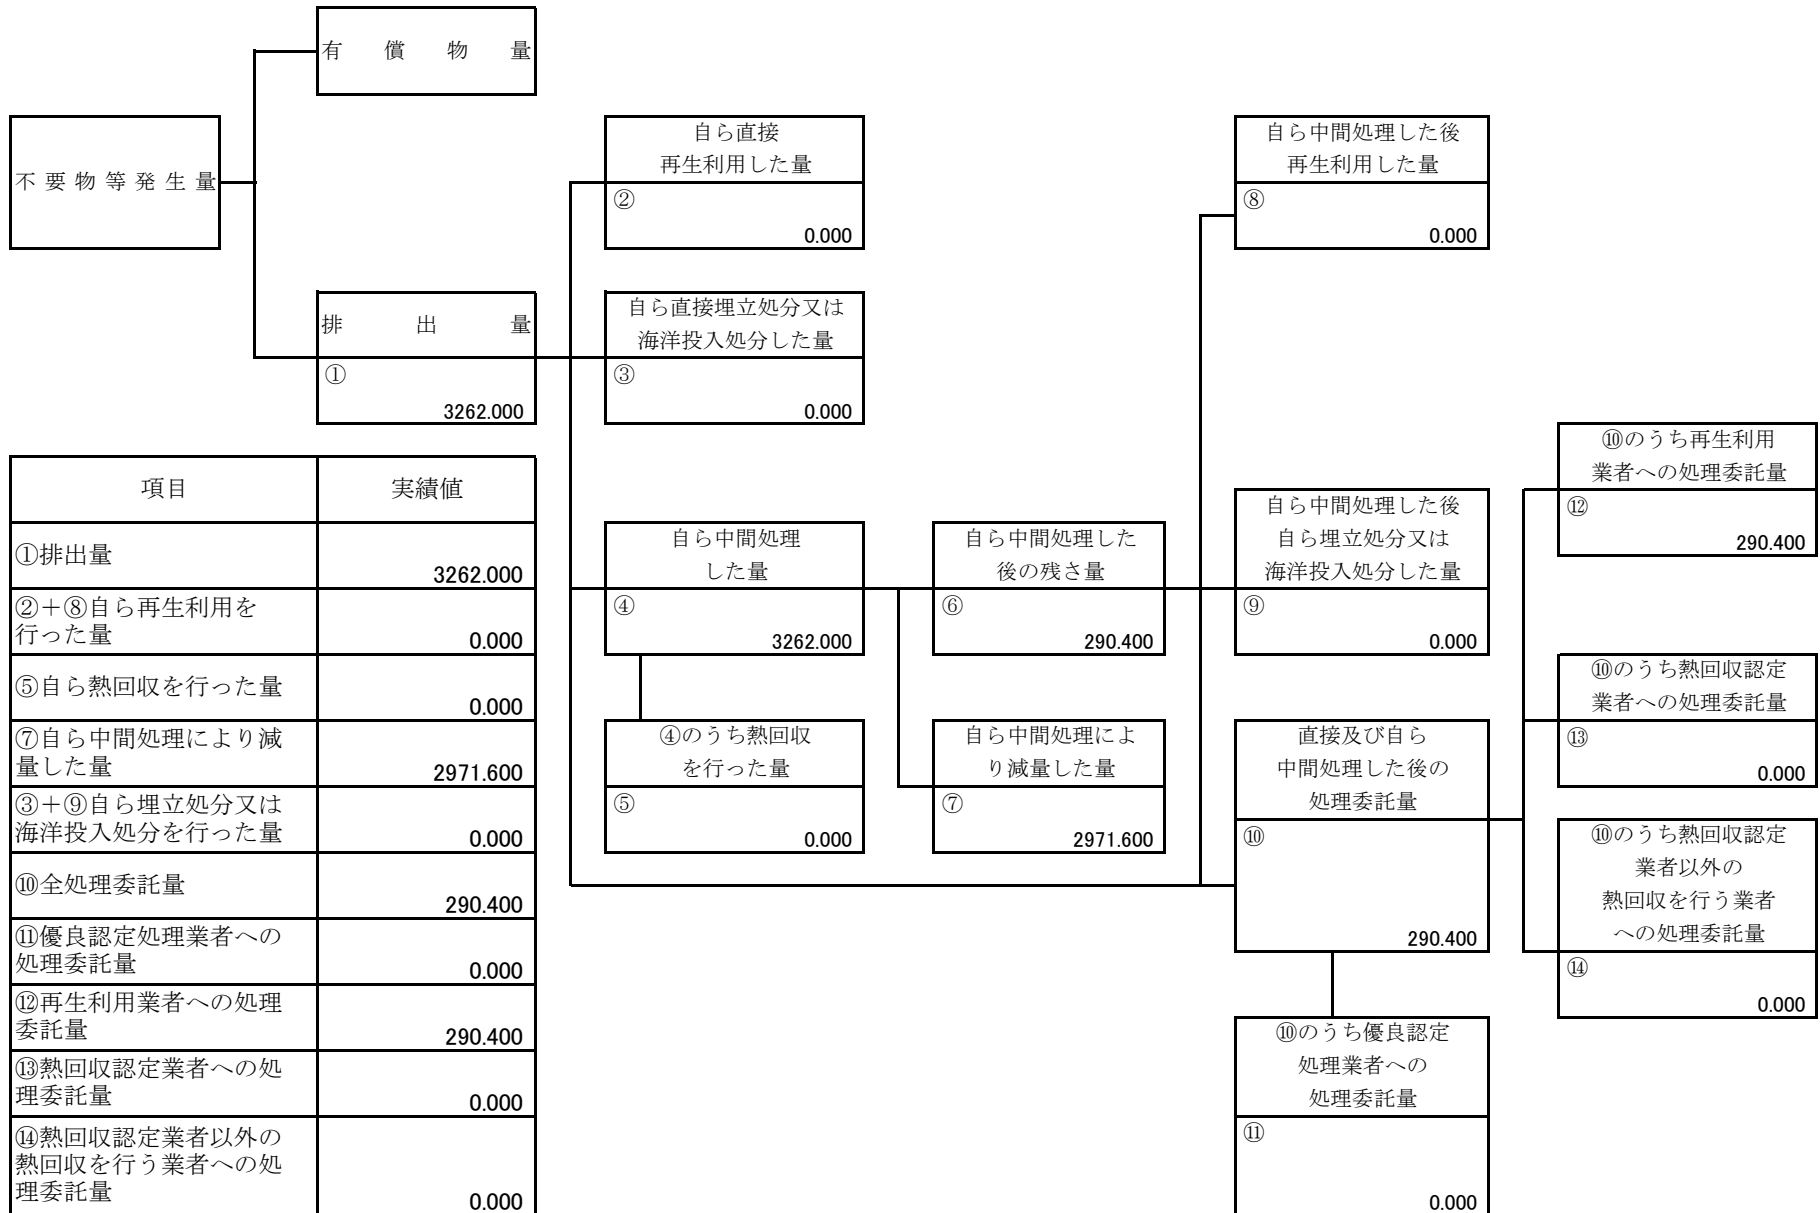 有償物量
不要物等発生量
排出量
①
3262.000
自ら直接
再生利用した量
②
0.000
自ら直接埋立処分又は
海洋投入処分した量
③
0.000
自ら中間処理
した量
④
3262.000
④のうち熱回収
を行った量
⑤
0.000
自ら中間処理した
後の残さ量
⑥
290.400
自ら中間処理によ
り減量した量
⑦
2971.600
自ら中間処理した後
再生利用した量
⑧
0.000
自ら中間処理した後
自ら埋立処分又は
海洋投入処分した量
⑨
0.000
直接及び自ら
中間処理した後の
処理委託量
⑩
290.400
⑩のうち優良認定
処理業者への
処理委託量
⑪
0.000
⑩のうち再生利用
業者への処理委託量
⑫
290.400
⑩のうち熱回収認定
業者への処理委託量
⑬
0.000
⑩のうち熱回収認定
業者以外の
熱回収を行う業者
への処理委託量
⑭
0.000
項目 実績値
①排出量
3262.000
②＋⑧自ら再生利用を
行った量
0.000
⑤自ら熱回収を行った量
0.000
⑦自ら中間処理により減
量した量
2971.600
③＋⑨自ら埋立処分又は
海洋投入処分を行った量
0.000
⑩全処理委託量
290.400
⑪優良認定処理業者への
処理委託量
0.000
⑫再生利用業者への処理
委託量
290.400
⑬熱回収認定業者への処
理委託量
0.000
⑭熱回収認定業者以外の
熱回収を行う業者への処
理委託量
0.000